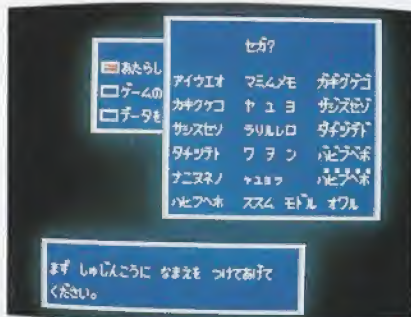 セガ?
あたらし
ゲームの
データを
アイウエオ マミムメモ ガギグゲゴ
カキクケコ ヤ ユ ヨ ザジズゼゾ
サシスセソ ラリルレロ ダヂヅデド
タチツテト ワ ヲ ン バビブベボ
ナニヌネノ ャュョッ パピプペポ
ハヒフヘホ ススム モドル オワル
まず しゅじんこうに なまえを つけてあげて
ください。